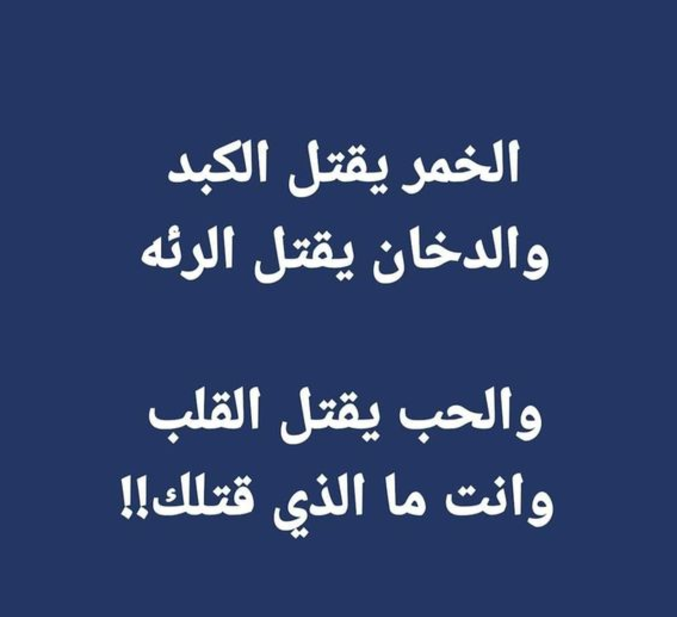 الخمر يقتل الكبد
والدخان يقتل الرئه
والحب يقتل القلب
وانت ما الذي قتلك!!